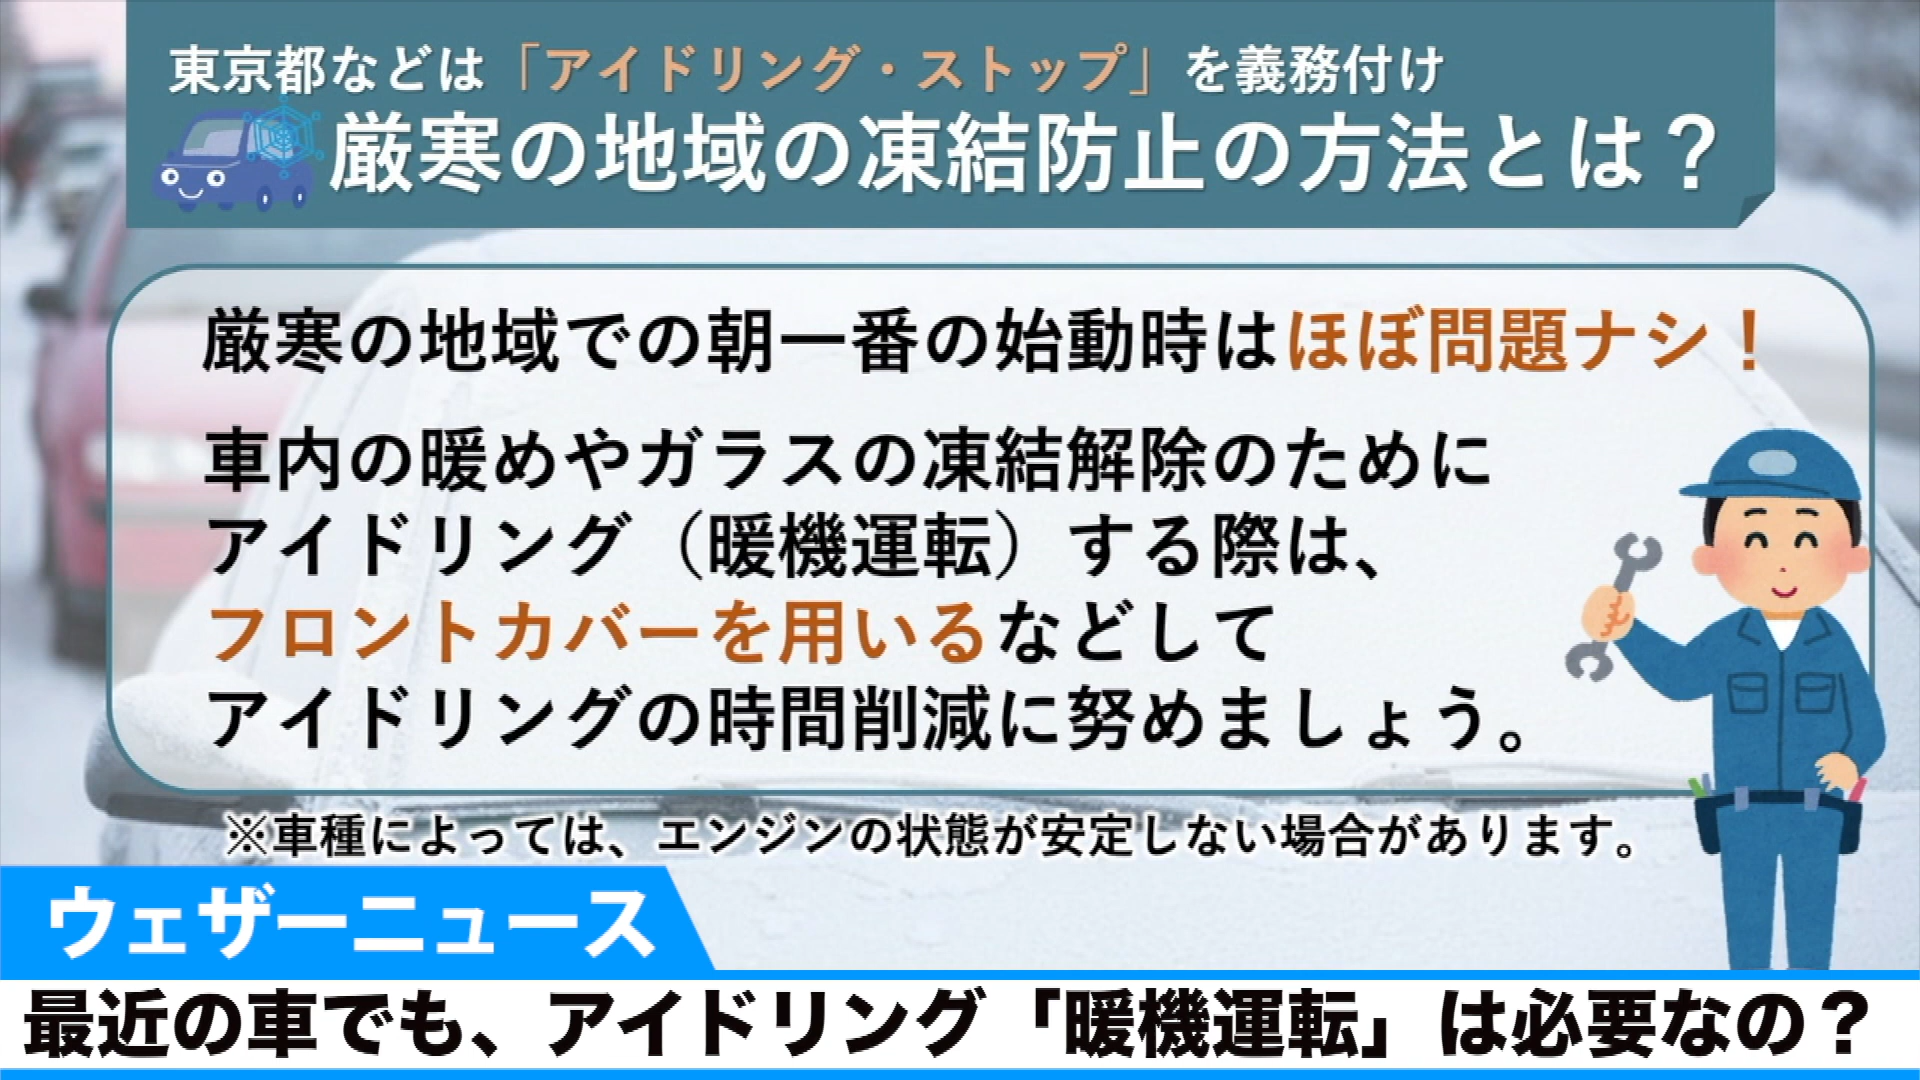 東京都などは「アイドリング・ストップ」を義務付け
厳寒の地域の凍結防止の方法とは？
厳寒の地域での朝一番の始動時はほぼ問題ナシ！
車内の暖めやガラスの凍結解除のために
アイドリング（暖機運転）する際は、
フロントカバーを用いるなどして
アイドリングの時間削減に努めましょう。
※車種によっては、エンジンの状態が安定しない場合があります。
ウェザーニュース
最近の車でも、アイドリング「暖機運転」は必要なの？